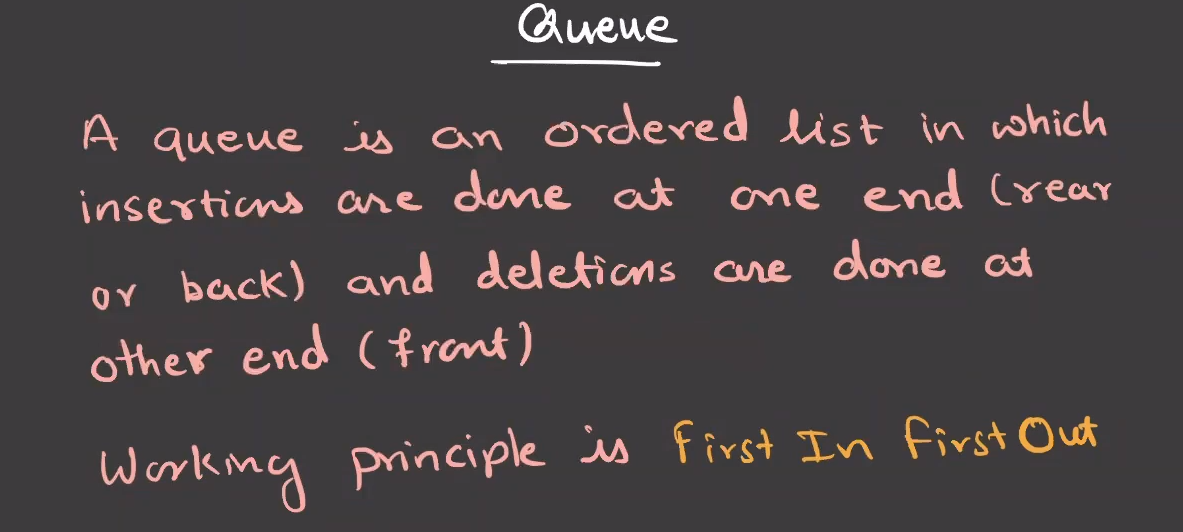 Queue
A queue is an ordered list in which
insertions are done at one end (rear
or back) and deletions are done at
other end (front)
Working principle is First In First Out